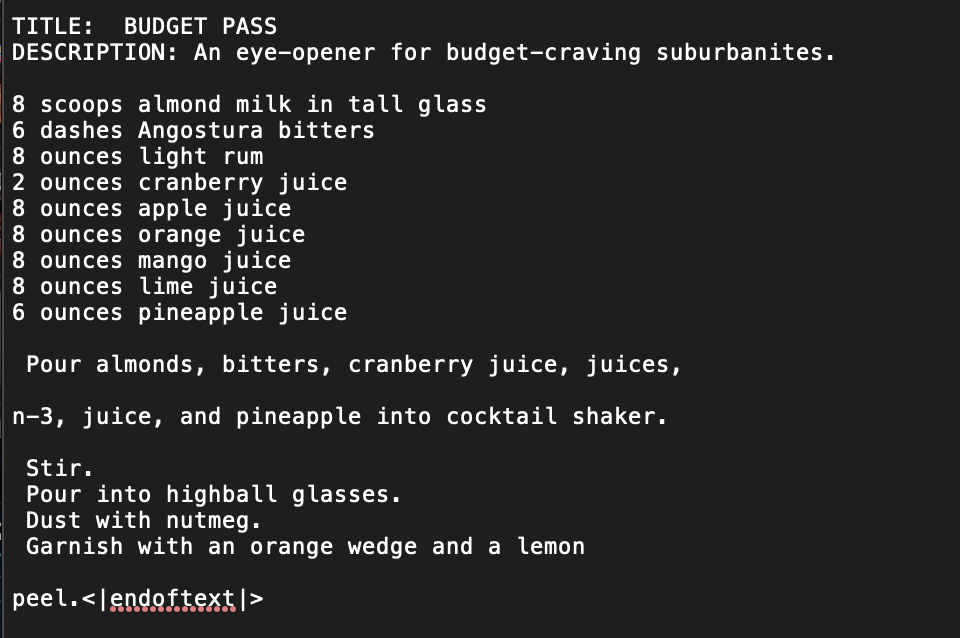 TITLE:  BUDGET PASS
DESCRIPTION: An eye-opener for budget-craving suburbanites.
8 scoops almond milk in tall glass
6 dashes Angostura bitters
8 ounces light rum
2 ounces cranberry juice
8 ounces apple juice
8 ounces orange juice
8 ounces mango juice
8 ounces lime juice
6 ounces pineapple juice
Pour almonds, bitters, cranberry juice, juices,
n-3, juice, and pineapple into cocktail shaker.
Stir.
Pour into highball glasses.
Dust with nutmeg.
Garnish with an orange wedge and a lemon
peel.<|endoftext|>